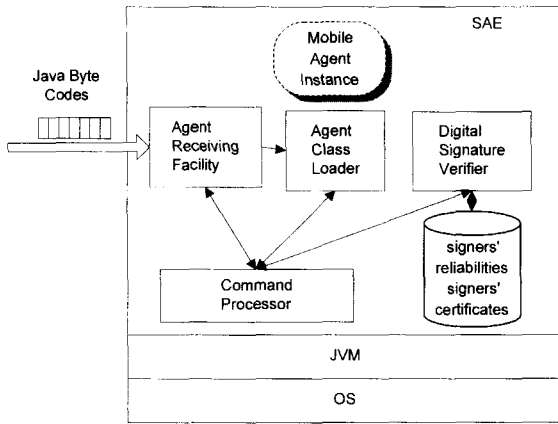 SAE
Mobile
Agent
Instance
Java Byte
Codes
Agent
Receiving
Facility
Agent
Class
Loader
Digital
Signature
Verifier
signers'
reliabilities
signers'
certificates
Command
Processor
JVM
OS